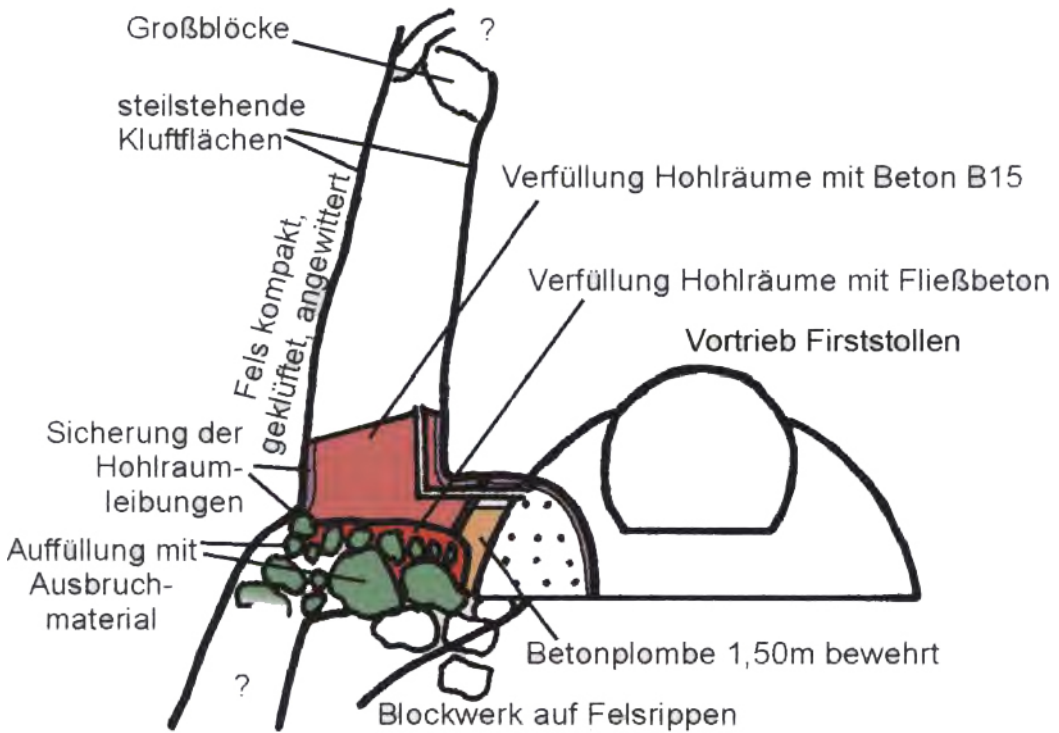 Großblöcke
?
steilstehende
Kluftflächen
Verfüllung Hohlräume mit Beton B15
Fels kompakt,
geklüftet, angewittert
Verfüllung Hohlräume mit Fließbeton
Vortrieb Firststollen
Sicherung der
Hohlraum-
leibungen
Auffüllung mit
Ausbruch-
material
Betonplombe 1,50m bewehrt
?
Blockwerk auf Felsrippen